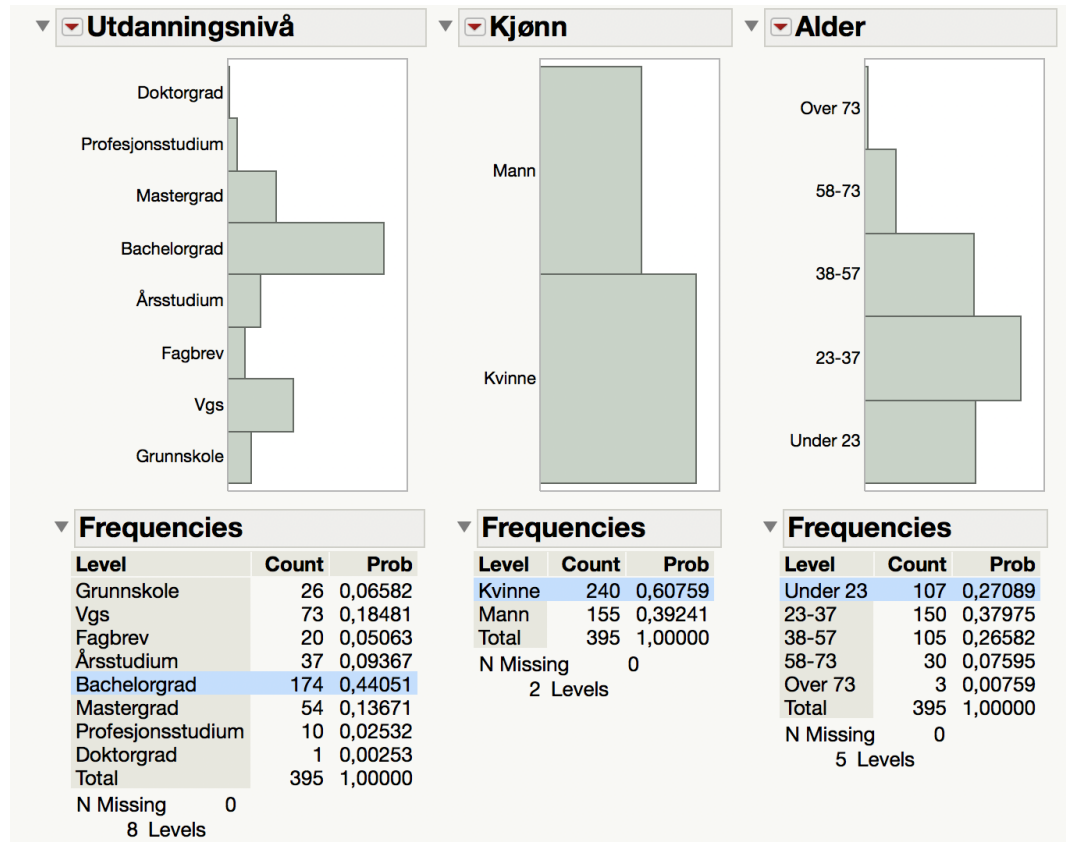 Utdanningsnivå
Doktorgrad
Profesjonsstudium
Mastergrad
Bachelorgrad
Årsstudium
Fagbrev
Vgs
Grunnskole
Frequencies
Level Count Prob
Grunnskole 26 0,06582
Vgs 73 0,18481
Fagbrev 20 0,05063
Årsstudium 37 0,09367
Bachelorgrad 174 0,44051
Mastergrad 54 0,13671
Profesjonsstudium 10 0,02532
Doktorgrad 1 0,00253
Total 395 1,00000
N Missing 0
8 Levels
Kjønn
Mann
Kvinne
Frequencies
Level Count Prob
Kvinne 240 0,60759
Mann 155 0,39241
Total 395 1,00000
N Missing 0
2 Levels
Alder
Over 73
58-73
38-57
23-37
Under 23
Frequencies
Level Count Prob
Under 23 107 0,27089
23-37 150 0,37975
38-57 105 0,26582
58-73 30 0,07595
Over 73 3 0,00759
Total 395 1,00000
N Missing 0
5 Levels